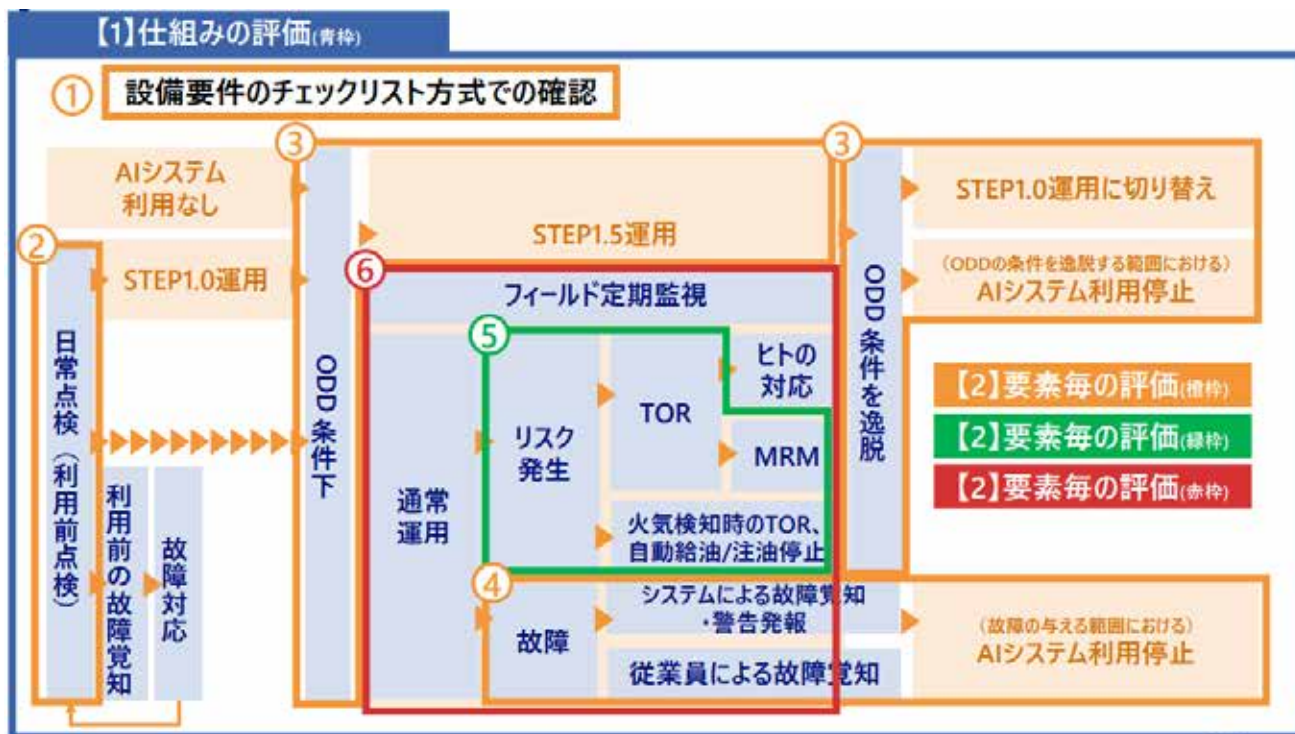 【1】仕組みの評価(青枠)
① 設備要件のチェックリスト方式での確認
③
③
AIシステム
利用なし
②
STEP1.0運用
日常点検（利用前点検）
利用前の故障覚知
故障対応
ODD条件下
STEP1.5運用
⑥
フィールド定期監視
通常
運用
⑤
リスク
発生
TOR
ヒトの
対応
MRM
火気検知時のTOR、
自動給油/注油停止
④
故障
システムによる故障覚知
・警告発報
従業員による故障覚知
ODD条件を逸脱
STEP1.0運用に切り替え
（ODDの条件を逸脱する範囲における）
AIシステム利用停止
【2】要素毎の評価(橙枠)
【2】要素毎の評価(緑枠)
【2】要素毎の評価(赤枠)
（故障の与える範囲における）
AIシステム利用停止